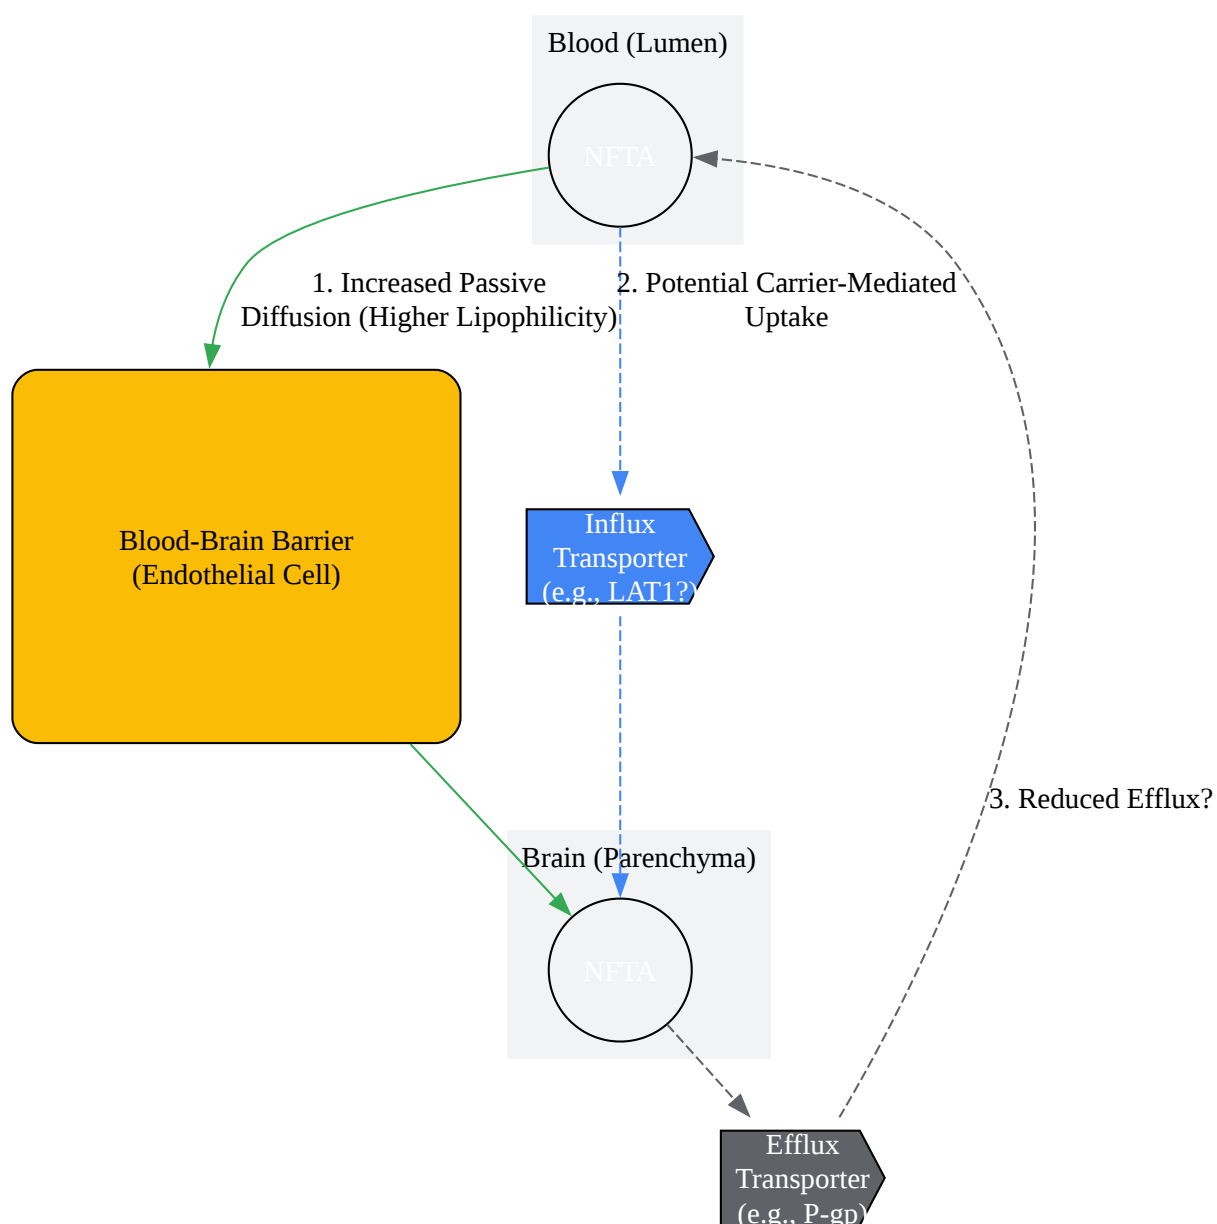 Blood (Lumen)
NFTA
1. Increased Passive
Diffusion (Higher Lipophilicity)
2. Potential Carrier-Mediated
Uptake
Blood-Brain Barrier
(Endothelial Cell)
Influx
Transporter
(e.g., LAT1?)
3. Reduced Efflux?
Brain (Parenchyma)
NFTA
Efflux
Transporter
(e.g., P-gp)